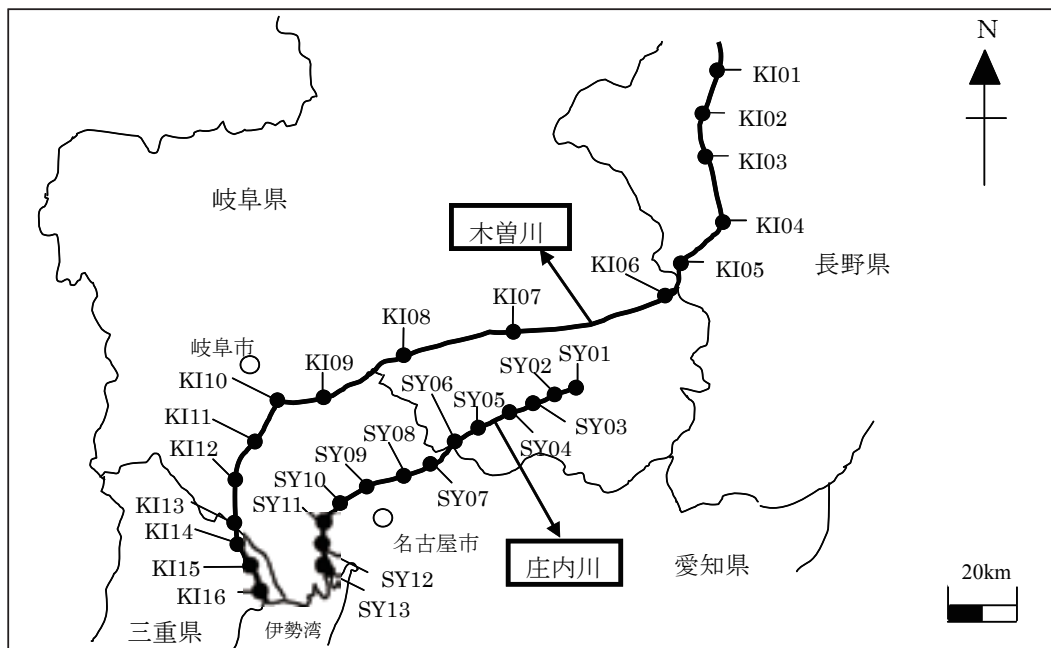 N
KI01
KI02
KI03
岐阜県
木曽川
KI04
KI06
KI05
長野県
KI07
KI08
岐阜市
KI09
SY02
SY01
KI10
SY06
SY05
KI11
SY03
SY04
KI12
SY08
SY09
SY07
SY10
KI13
SY11
KI14
名古屋市
KI15
庄内川
愛知県
20km
SY12
KI16
SY13
三重県
伊勢湾